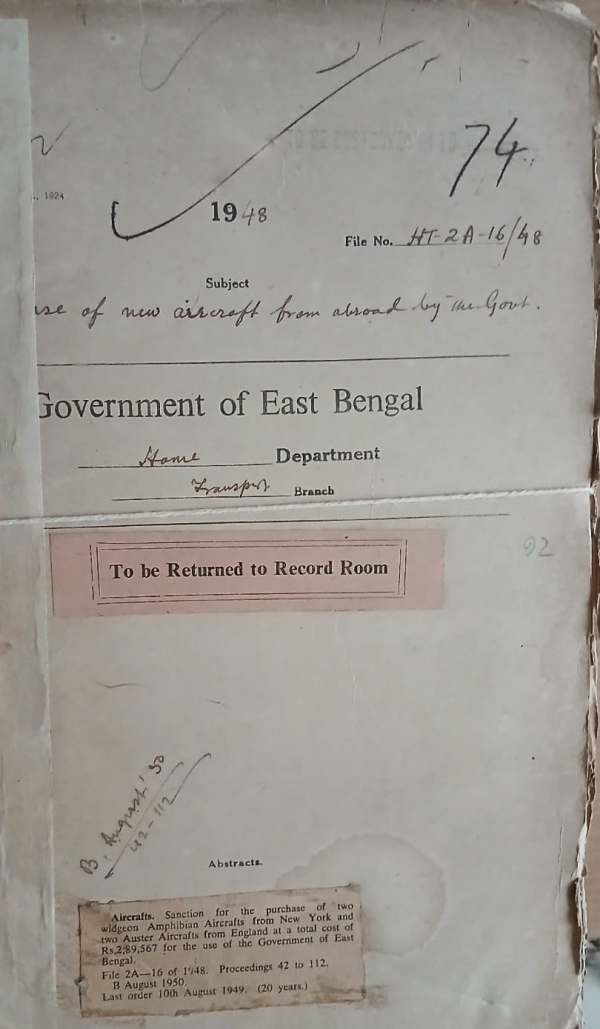 74
1924
1948
File No. HT-2A-16/48
Subject
of new aircraft from abroad by the Govt.
Government of East Bengal
Home Department
Transport Branch
92
To be Returned to Record Room
B. August '50
42-112
Abstracts.
Aircrafts. Sanction for the purchase of two
widgeon Amphibian Aircrafts from New York and
two Auster Aircrafts from England at a total cost of
Rs.2,89,567 for the use of the Government of East
Bengal.
File 2A—16 of 1948. Proceedings 42 to 112.
B August 1950.
Last order 10th August 1949. (20 years.)